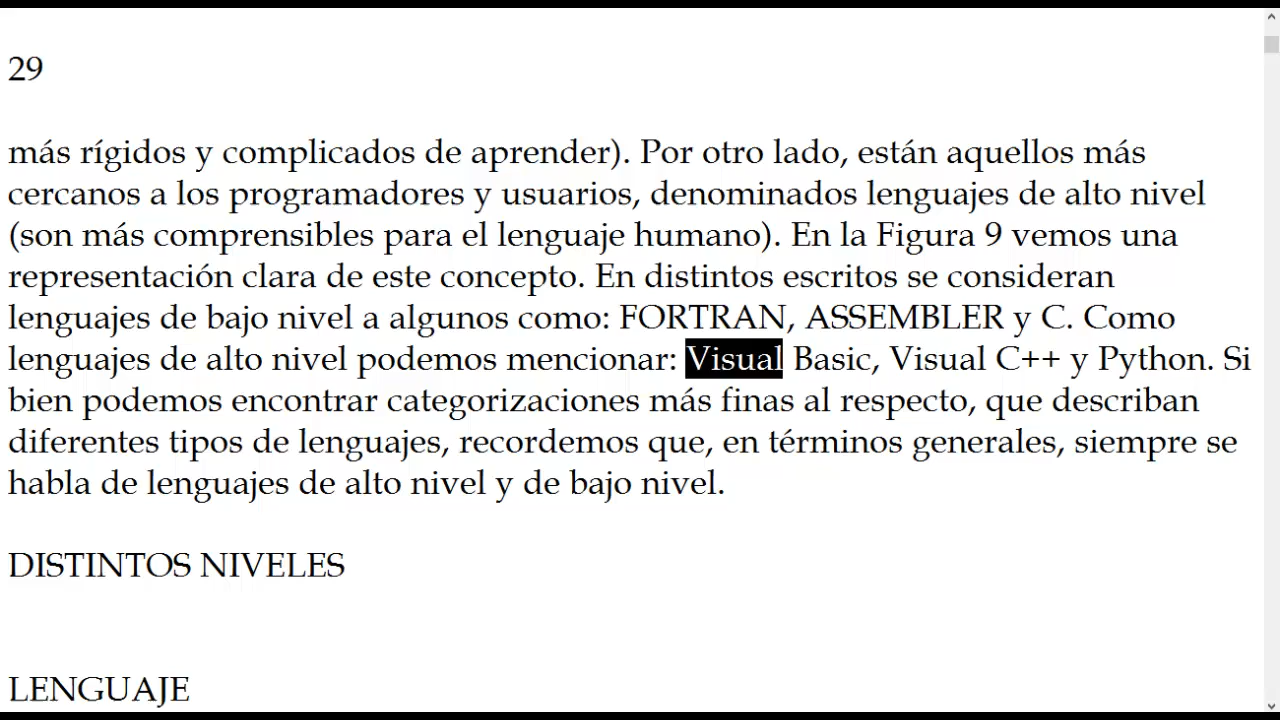 29
más rígidos y complicados de aprender). Por otro lado, están aquellos más
cercanos a los programadores y usuarios, denominados lenguajes de alto nivel
(son más comprensibles para el lenguaje humano). En la Figura 9 vemos una
representación clara de este concepto. En distintos escritos se consideran
lenguajes de bajo nivel a algunos como: FORTRAN, ASSEMBLER y C. Como
lenguajes de alto nivel podemos mencionar: Visual Basic, Visual C++ y Python. Si
bien podemos encontrar categorizaciones más finas al respecto, que describan
diferentes tipos de lenguajes, recordemos que, en términos generales, siempre se
habla de lenguajes de alto nivel y de bajo nivel.
DISTINTOS NIVELES
LENGUAJE